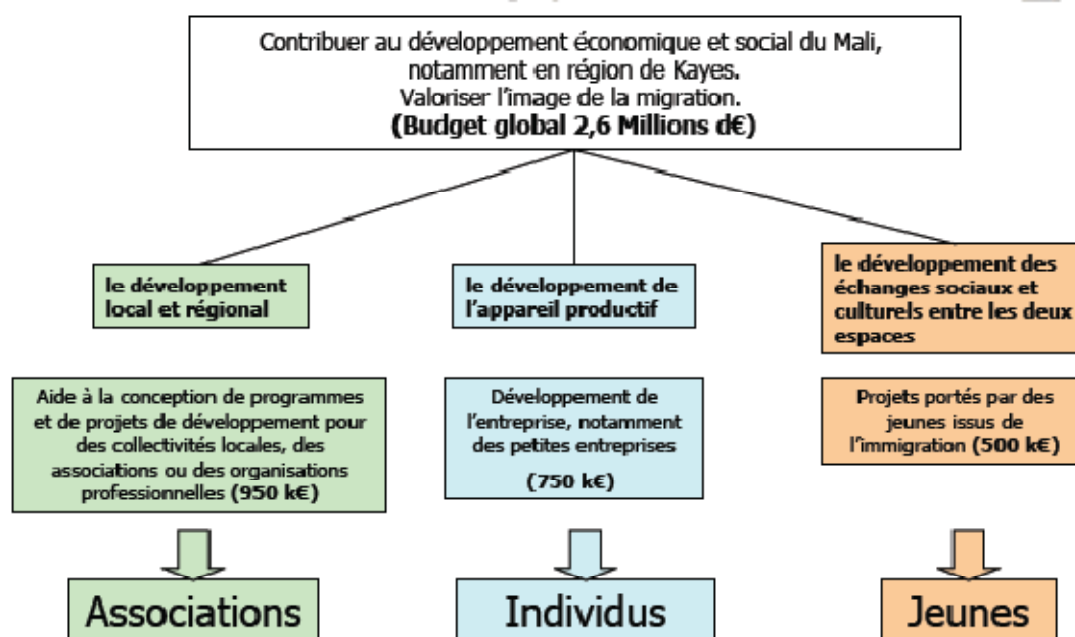 Contribuer au développement économique et social du Mali,
notamment en région de Kayes.
Valoriser l'image de la migration.
(Budget global 2,6 Millions d€)
le développement
local et régional
le développement de
l'appareil productif
le développement des
échanges sociaux et
culturels entre les deux
espaces
Aide à la conception de programmes
et de projets de développement pour
des collectivités locales, des
associations ou des organisations
professionnelles (950 k€)
Développement de
l'entreprise, notamment
des petites entreprises
(750 k€)
Projets portés par des
jeunes issus de
l'immigration (500 k€)
Associations
Individus
Jeunes